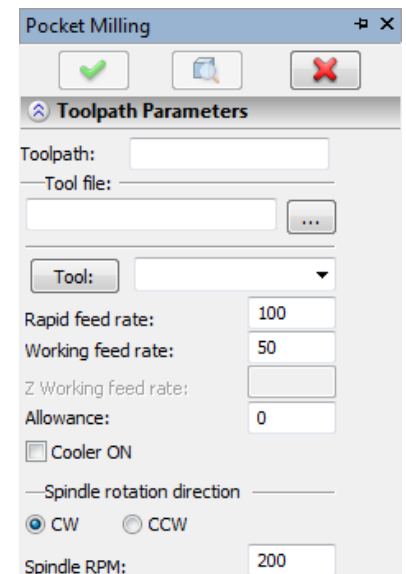 Pocket Milling
Toolpath Parameters
Toolpath:
Tool file:
...
Tool:
Rapid feed rate: 100
Working feed rate: 50
Z Working feed rate:
Allowance: 0
Cooler ON
Spindle rotation direction
CW CCW
Spindle RPM: 200